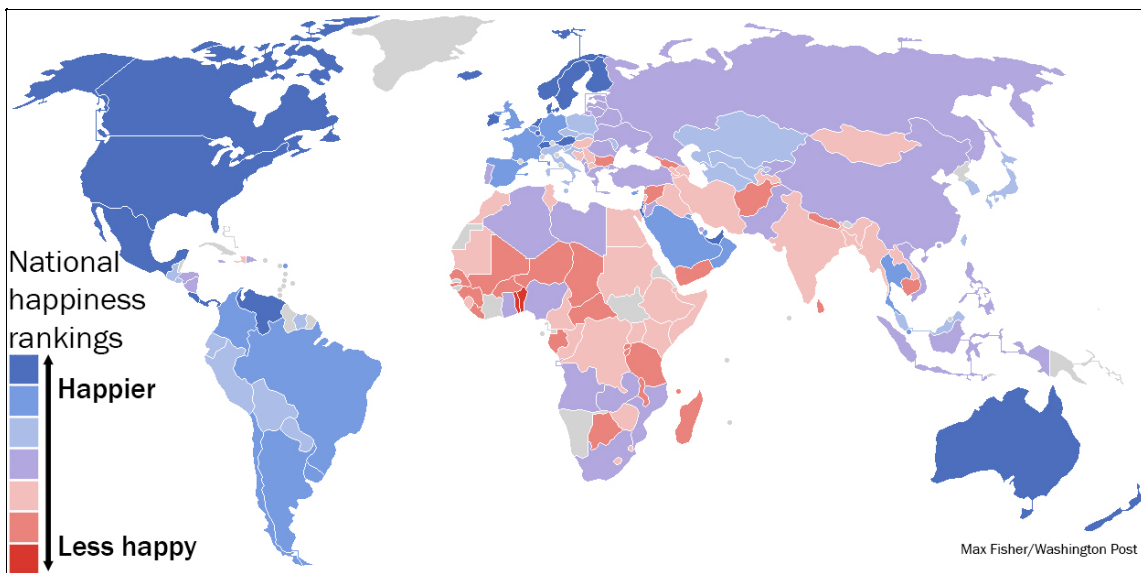 National
happiness
rankings
Happier
Less happy
Max Fisher/Washington Post